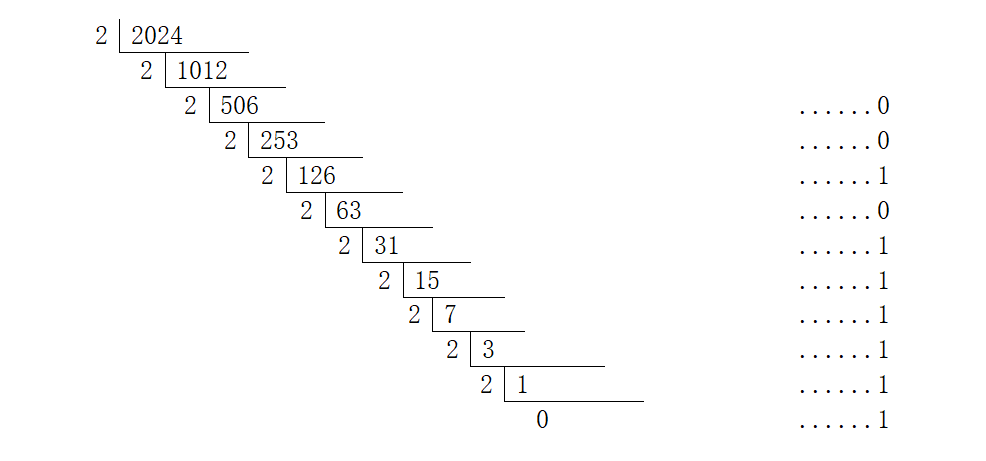 2 2024
2 1012
2 506 ......0
2 253 ......0
2 126 ......1
2 63 ......0
2 31 ......1
2 15 ......1
2 7 ......1
2 3 ......1
2 1 ......1
0 ......1